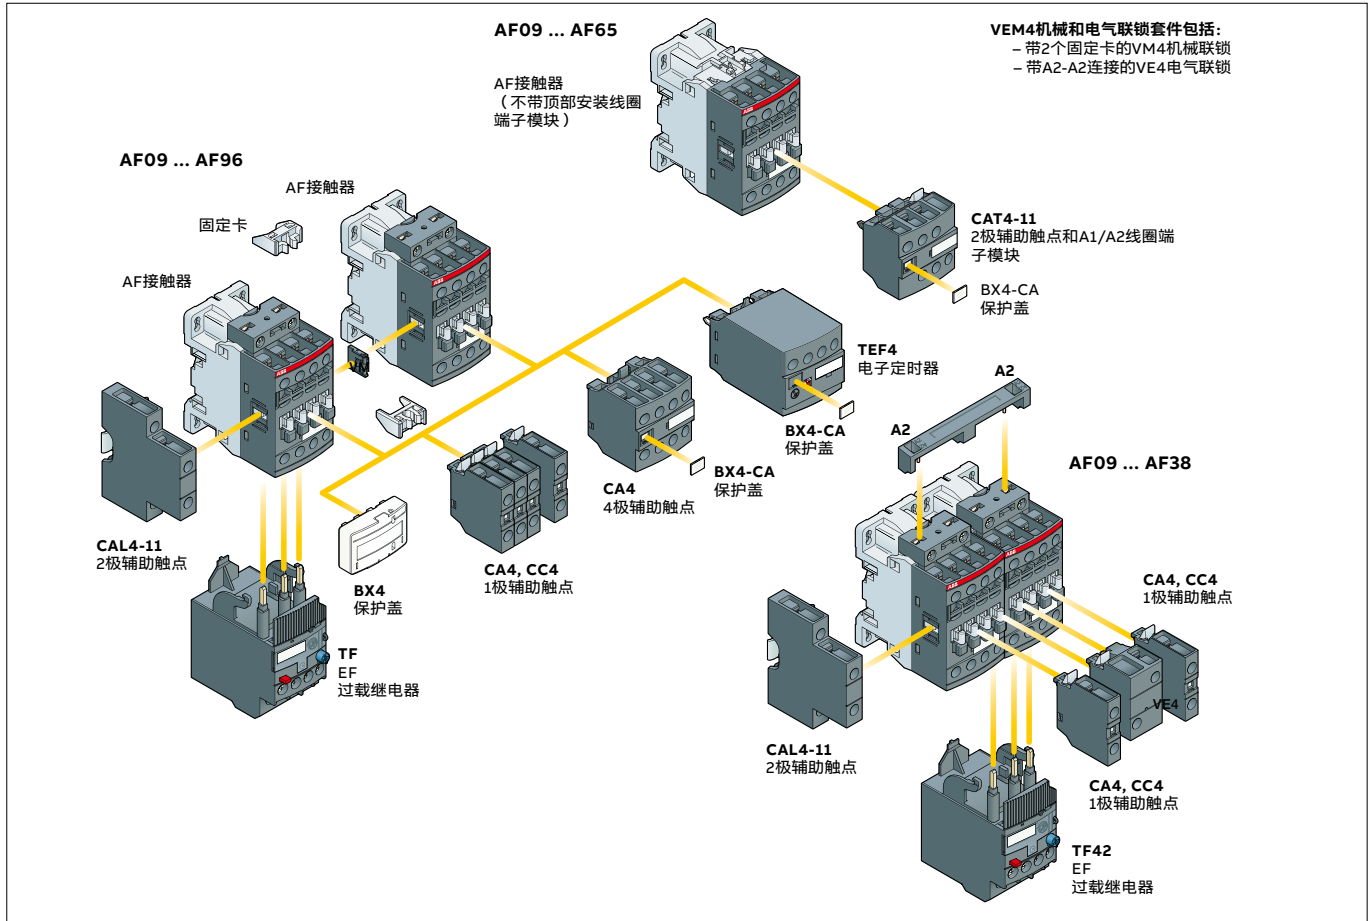 AF09 ... AF65
AF接触器
（不带顶部安装线圈
端子模块）
VEM4机械和电气联锁套件包括:
– 带2个固定卡的VM4机械联锁
– 带A2-A2连接的VE4电气联锁
AF09 ... AF96
AF接触器
固定卡
AF接触器
ABB
ABB
ABB
CAT4-11
2极辅助触点和A1/A2线圈端
子模块
BX4-CA
保护盖
TEF4
电子定时器
BX4-CA
保护盖
A2
A2
AF09 ... AF38
BX4-CA
保护盖
CA4
4极辅助触点
CAL4-11
2极辅助触点
CA4, CC4
1极辅助触点
BX4
保护盖
TF
EF
过载继电器
ABB
ABB
CA4, CC4
1极辅助触点
VE4
CAL4-11
2极辅助触点
CA4, CC4
1极辅助触点
TF42
EF
过载继电器